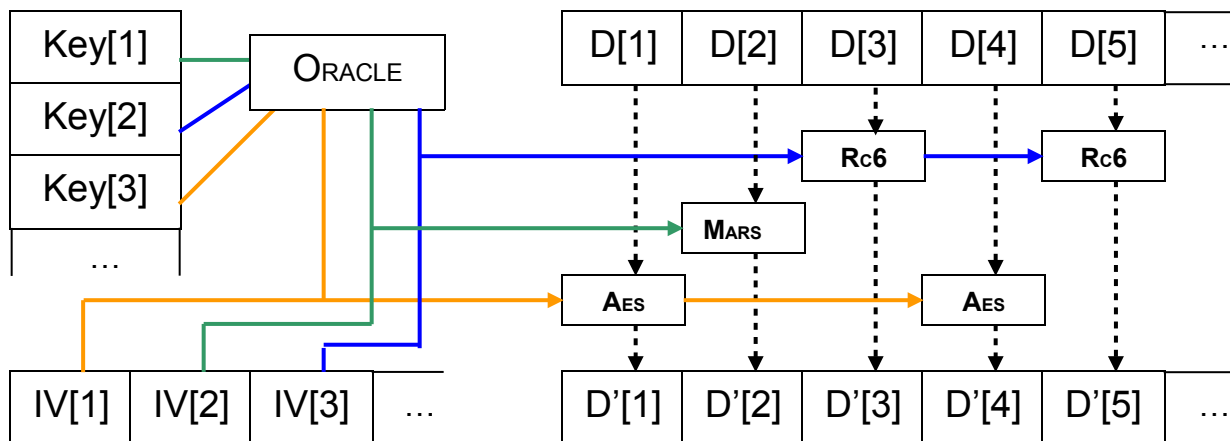 Key[1]
Key[2]
Key[3]
...
ORACLE
D[1] D[2] D[3] D[4] D[5] ...
RC6 RC6
MARS
AES AES
IV[1] IV[2] IV[3] ...
D’[1] D’[2] D’[3] D’[4] D’[5] ...